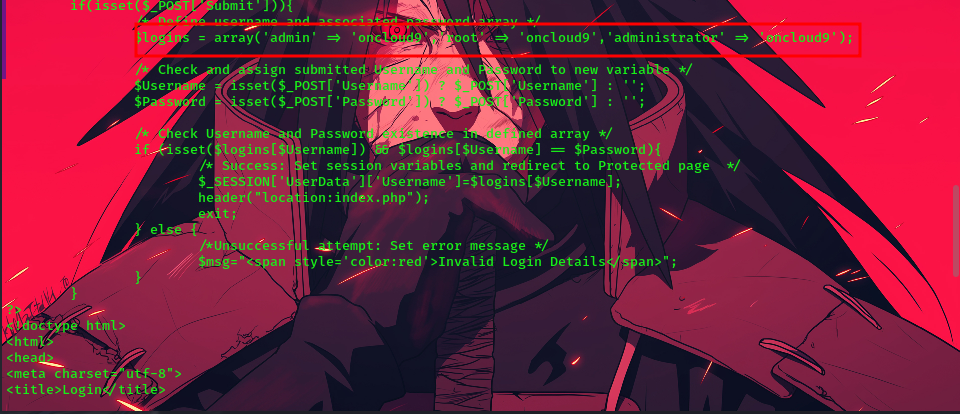 if(isset($_POST['Submit'])){
/* Define username and associated password array */
$logins = array('admin' => 'oncloud9','root' => 'oncloud9','administrator' => 'oncloud9');
/* Check and assign submitted Username and Password to new variable */
$Username = isset($_POST['Username']) ? $_POST['Username'] : '';
$Password = isset($_POST['Password']) ? $_POST['Password'] : '';
/* Check Username and Password existence in defined array */
if (isset($logins[$Username]) && $logins[$Username] == $Password){
/* Success: Set session variables and redirect to Protected page  */
$_SESSION['UserData']['Username']=$logins[$Username];
header("location:index.php");
exit;
} else {
/*Unsuccessful attempt: Set error message */
$msg="<span style='color:red'>Invalid Login Details</span>";
}
}
?>
<!doctype html>
<html>
<head>
<meta charset="utf-8">
<title>Login</title>